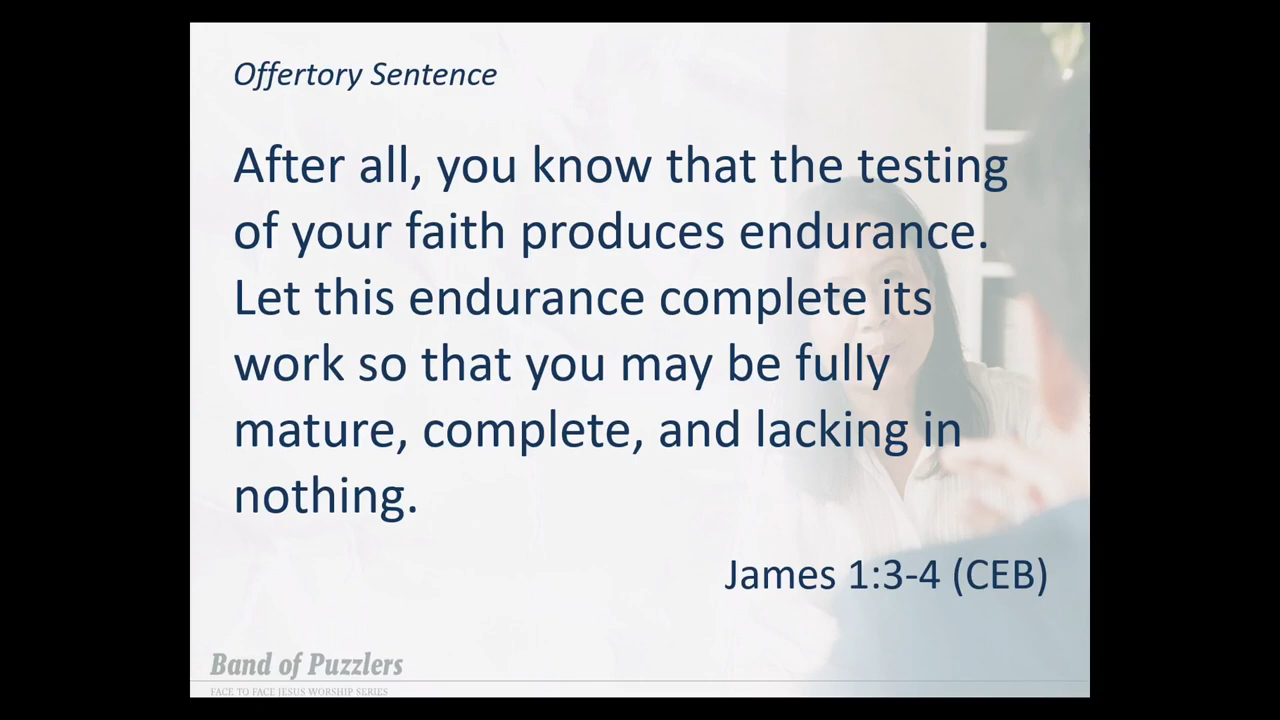 Offertory Sentence
After all, you know that the testing
of your faith produces endurance.
Let this endurance complete its
work so that you may be fully
mature, complete, and lacking in
nothing.
James 1:3-4 (CEB)
Band of Puzzlers
FACE TO FACE JESUS WORSHIP SERIES